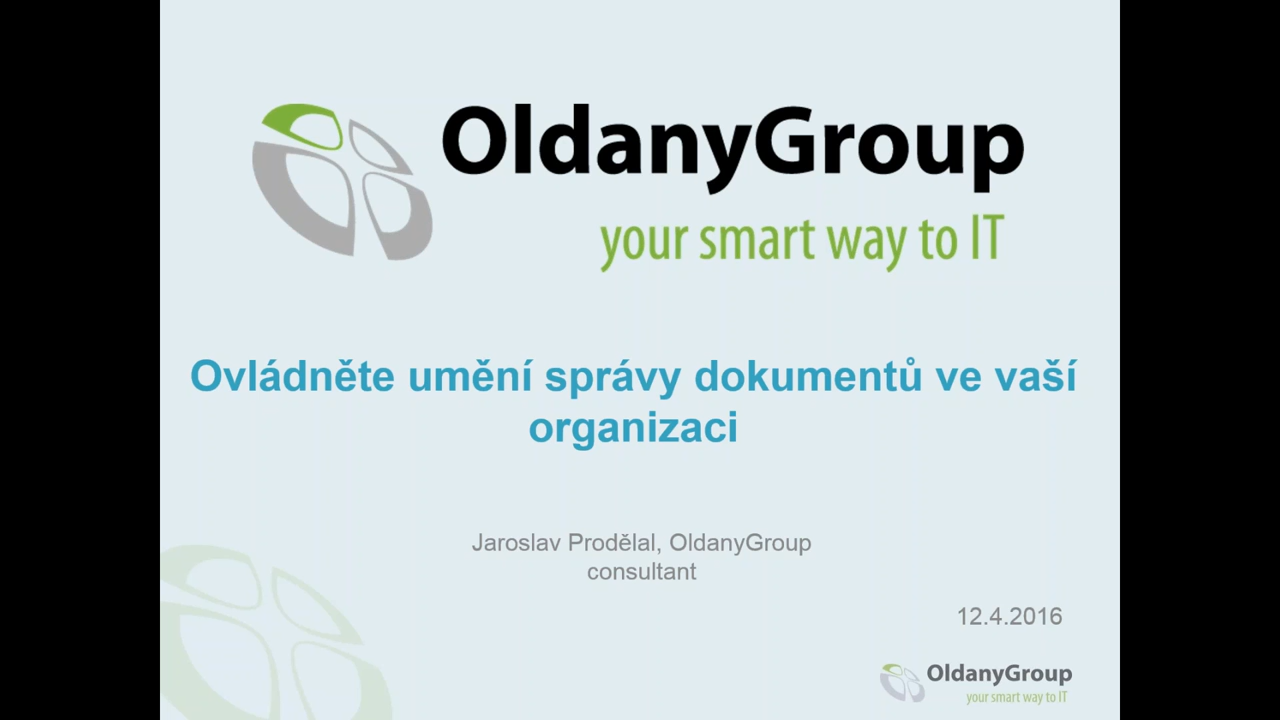 OldanyGroup
your smart way to IT
Ovládněte umění správy dokumentů ve vaší
organizaci
Jaroslav Prodělal, OldanyGroup
consultant
12.4.2016
OldanyGroup
your smart way to IT